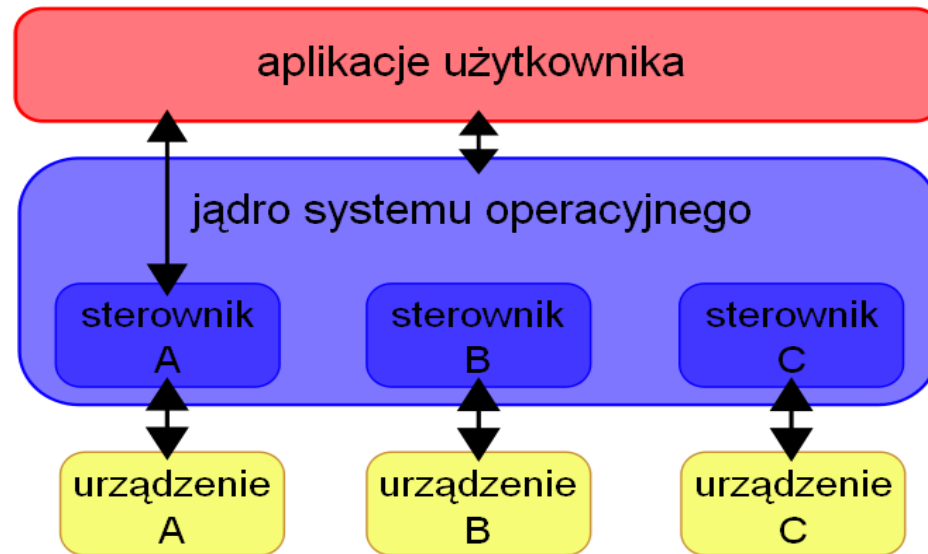 aplikacje użytkownika
jądro systemu operacyjnego
sterownik
A
sterownik
B
sterownik
C
urządzenie
A
urządzenie
B
urządzenie
C